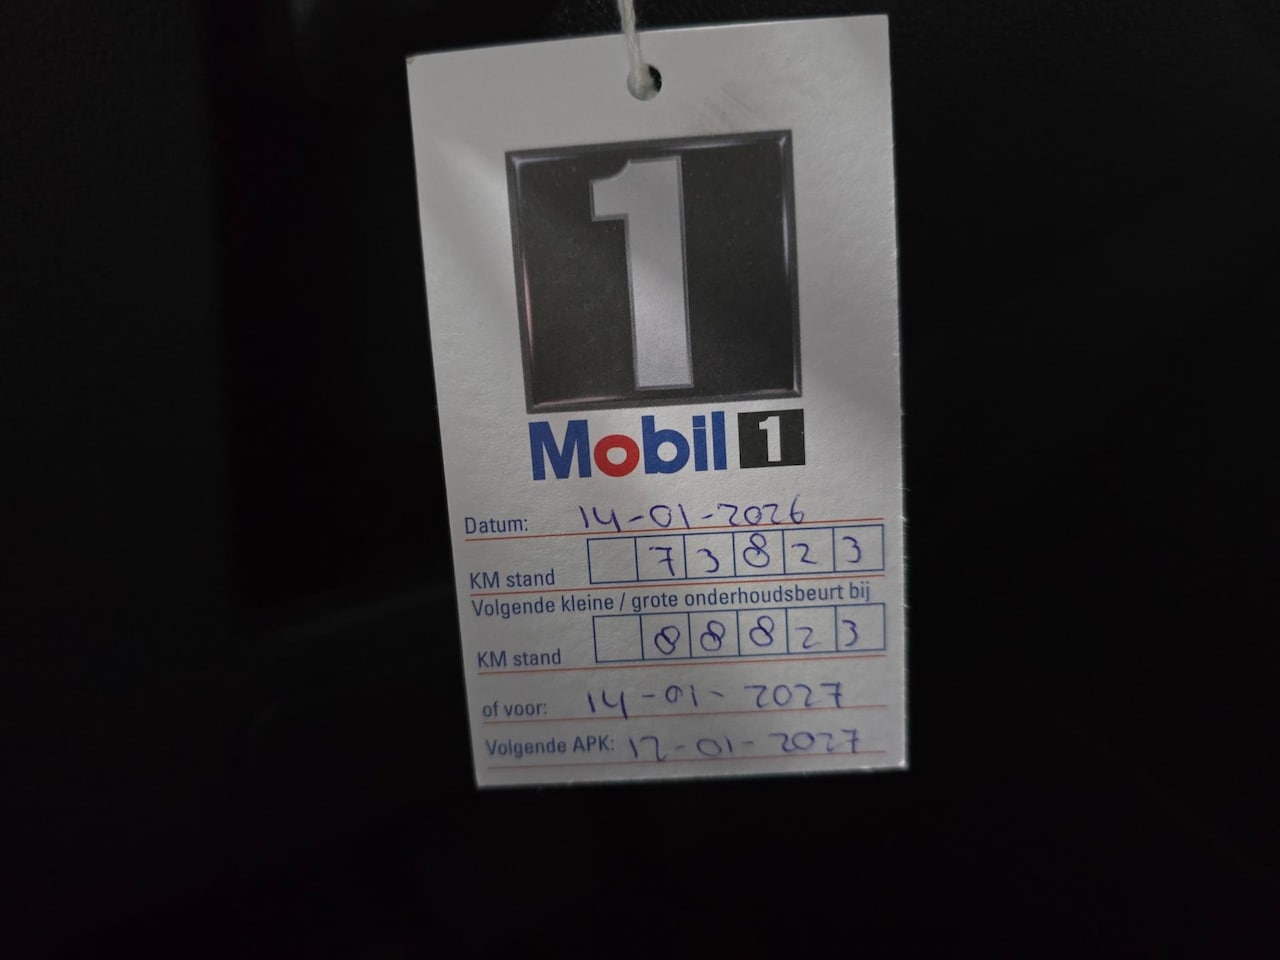 1
Mobil 1
Datum: 14-01-2026
KM stand 73823
Volgende kleine / grote onderhoudsbeurt bij
KM stand 88823
of voor: 14-01-2027
Volgende APK: 12-01-2027